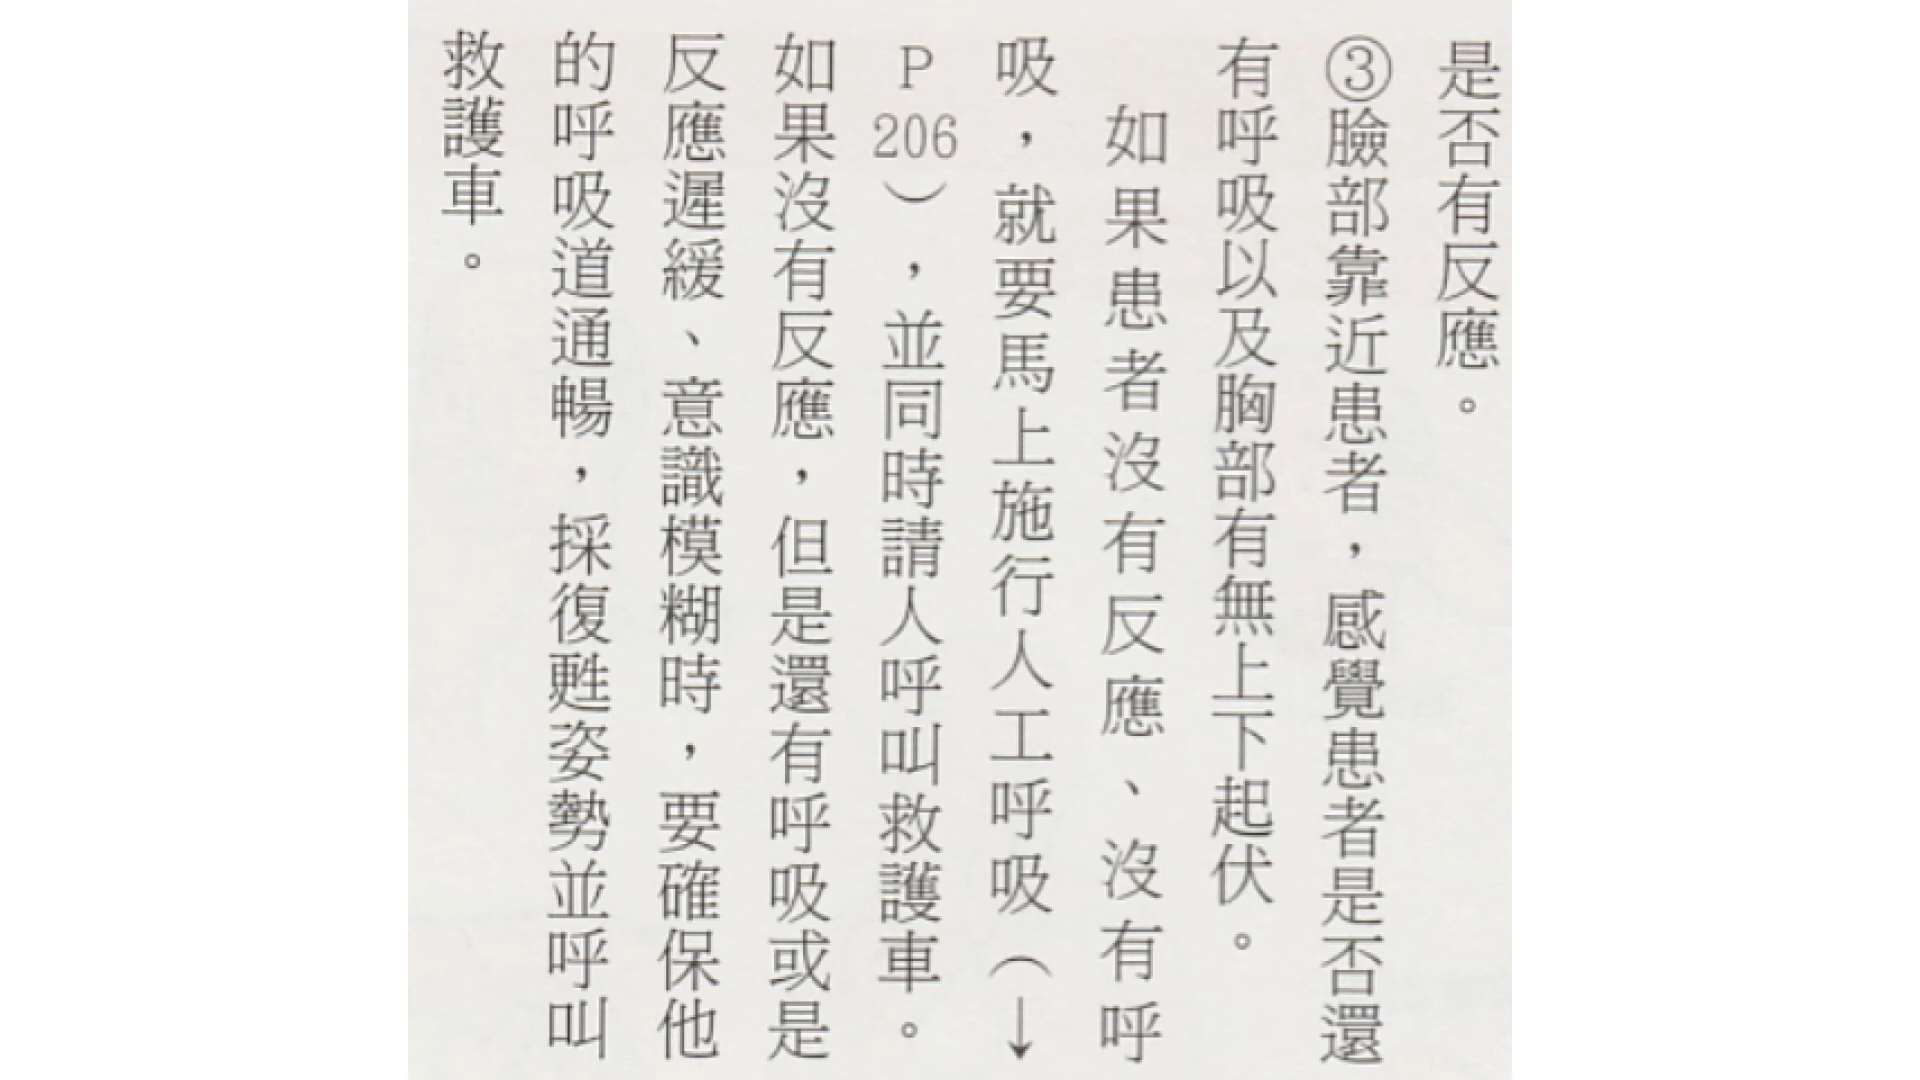 是否有反應。
③臉部靠近患者，感覺患者是否還
有呼吸以及胸部有無上下起伏。
如果患者沒有反應、沒有呼
吸，就要馬上施行人工呼吸（↓
P206），並同時請人呼叫救護車。
如果沒有反應，但是還有呼吸或是
反應遲緩、意識模糊時，要確保他
的呼吸道通暢，採復甦姿勢並呼叫
救護車。